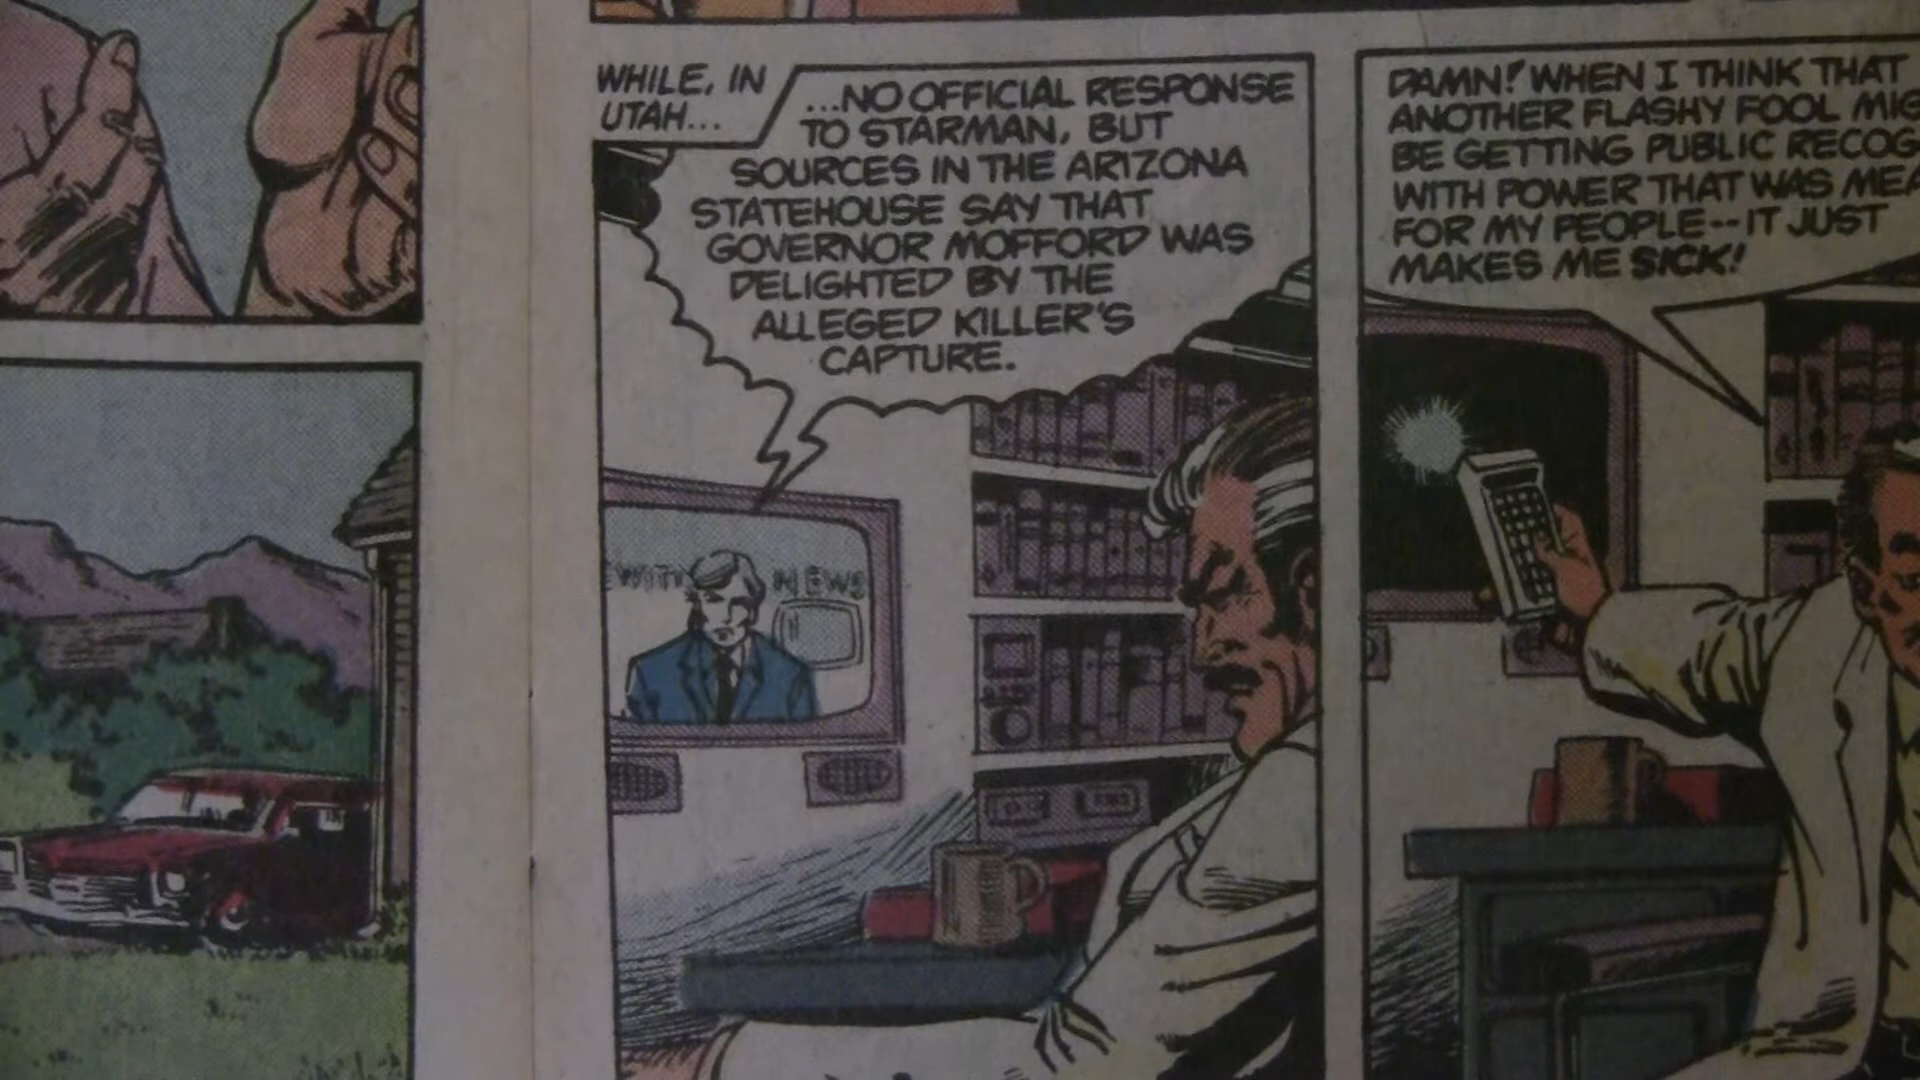 WHILE, IN
UTAH...
...NO OFFICIAL RESPONSE
TO STARMAN, BUT
SOURCES IN THE ARIZONA
STATEHOUSE SAY THAT
GOVERNOR MOFFORD WAS
DELIGHTED BY THE
ALLEGED KILLER'S
CAPTURE.
NEWS
DAMN! WHEN I THINK THAT
ANOTHER FLASHY FOOL
BE GETTING PUBLIC
WITH POWER THAT WAS
FOR MY PEOPLE--IT JUST
MAKES ME SICK!